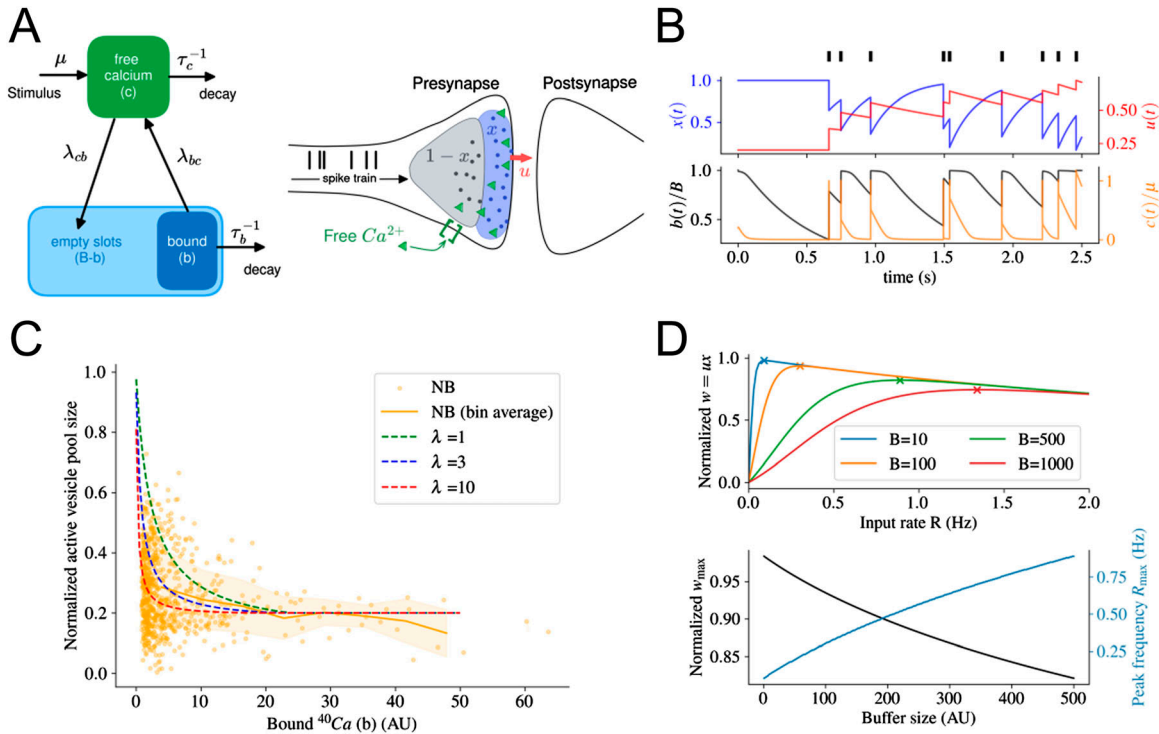 A
μ
Stimulus
free
calcium
(c)
τc⁻¹
decay
λcb
λbc
empty slots
(B-b)
bound
(b)
τb⁻¹
decay
Presynapse
Postsynapse
x
1 − x
u
spike train
Free Ca²⁺
B
x(t)
1.0
0.5
u(t)
0.50
0.25
b(t)/B
1.0
0.5
c(t)/μ
1
0
0.0 0.5 1.0 1.5 2.0 2.5
time (s)
C
Normalized active vesicle pool size
1.0
0.8
0.6
0.4
0.2
0.0
NB
NB (bin average)
λ =1
λ =3
λ =10
0 10 20 30 40 50 60
Bound ⁴⁰Ca (b) (AU)
D
Normalized w = ux
1.0
0.5
0.0
B=10 B=500
B=100 B=1000
0.0 0.5 1.0 1.5 2.0
Input rate R (Hz)
Normalized wmax
0.95
0.90
0.85
Peak frequency Rmax (Hz)
0.75
0.50
0.25
0 100 200 300 400 500
Buffer size (AU)